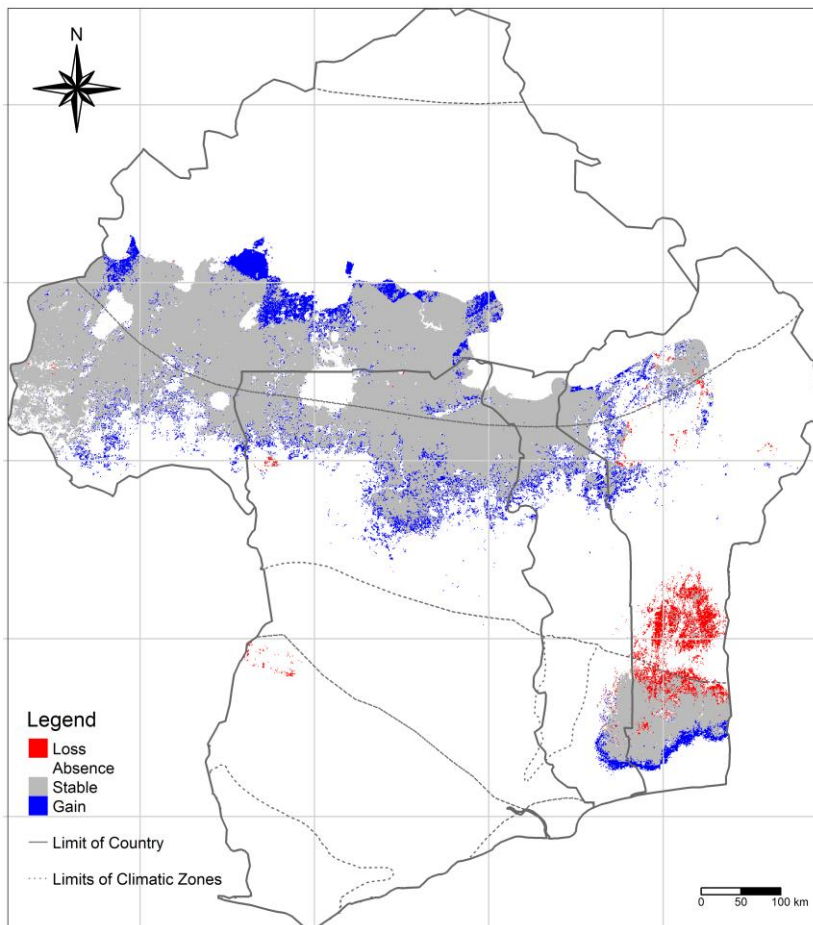 Legend
Loss
Absence
Stable
Gain
Limit of Country
Limits of Climatic Zones
0 50 100 km